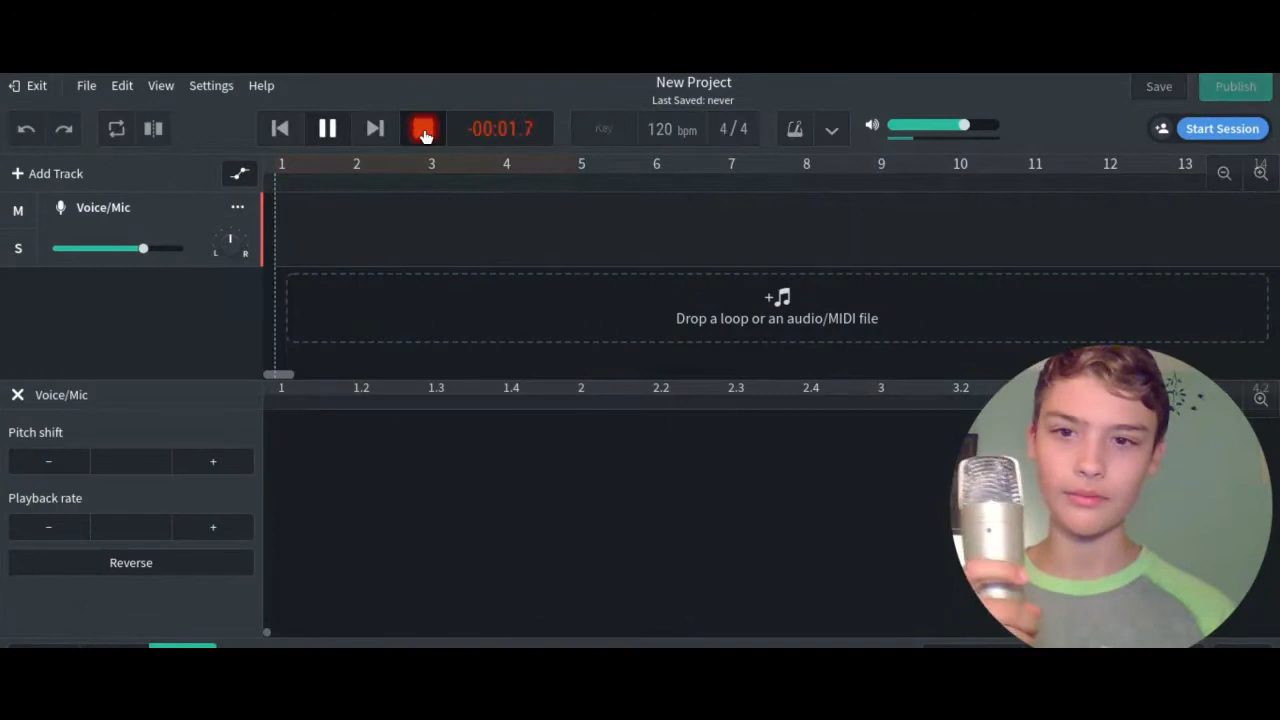 Exit File Edit View Settings Help
New Project
Last Saved: never
Save Publish
-00:01.7 Key 120 bpm 4/4 Start Session
+ Add Track 1 2 3 4 5 6 7 8 9 10 11 12 13 14
M Voice/Mic ...
S L R
Drop a loop or an audio/MIDI file
1 1.2 1.3 1.4 2 2.2 2.3 2.4 3 3.2 4.2
Voice/Mic
Pitch shift
− +
Playback rate
− +
Reverse